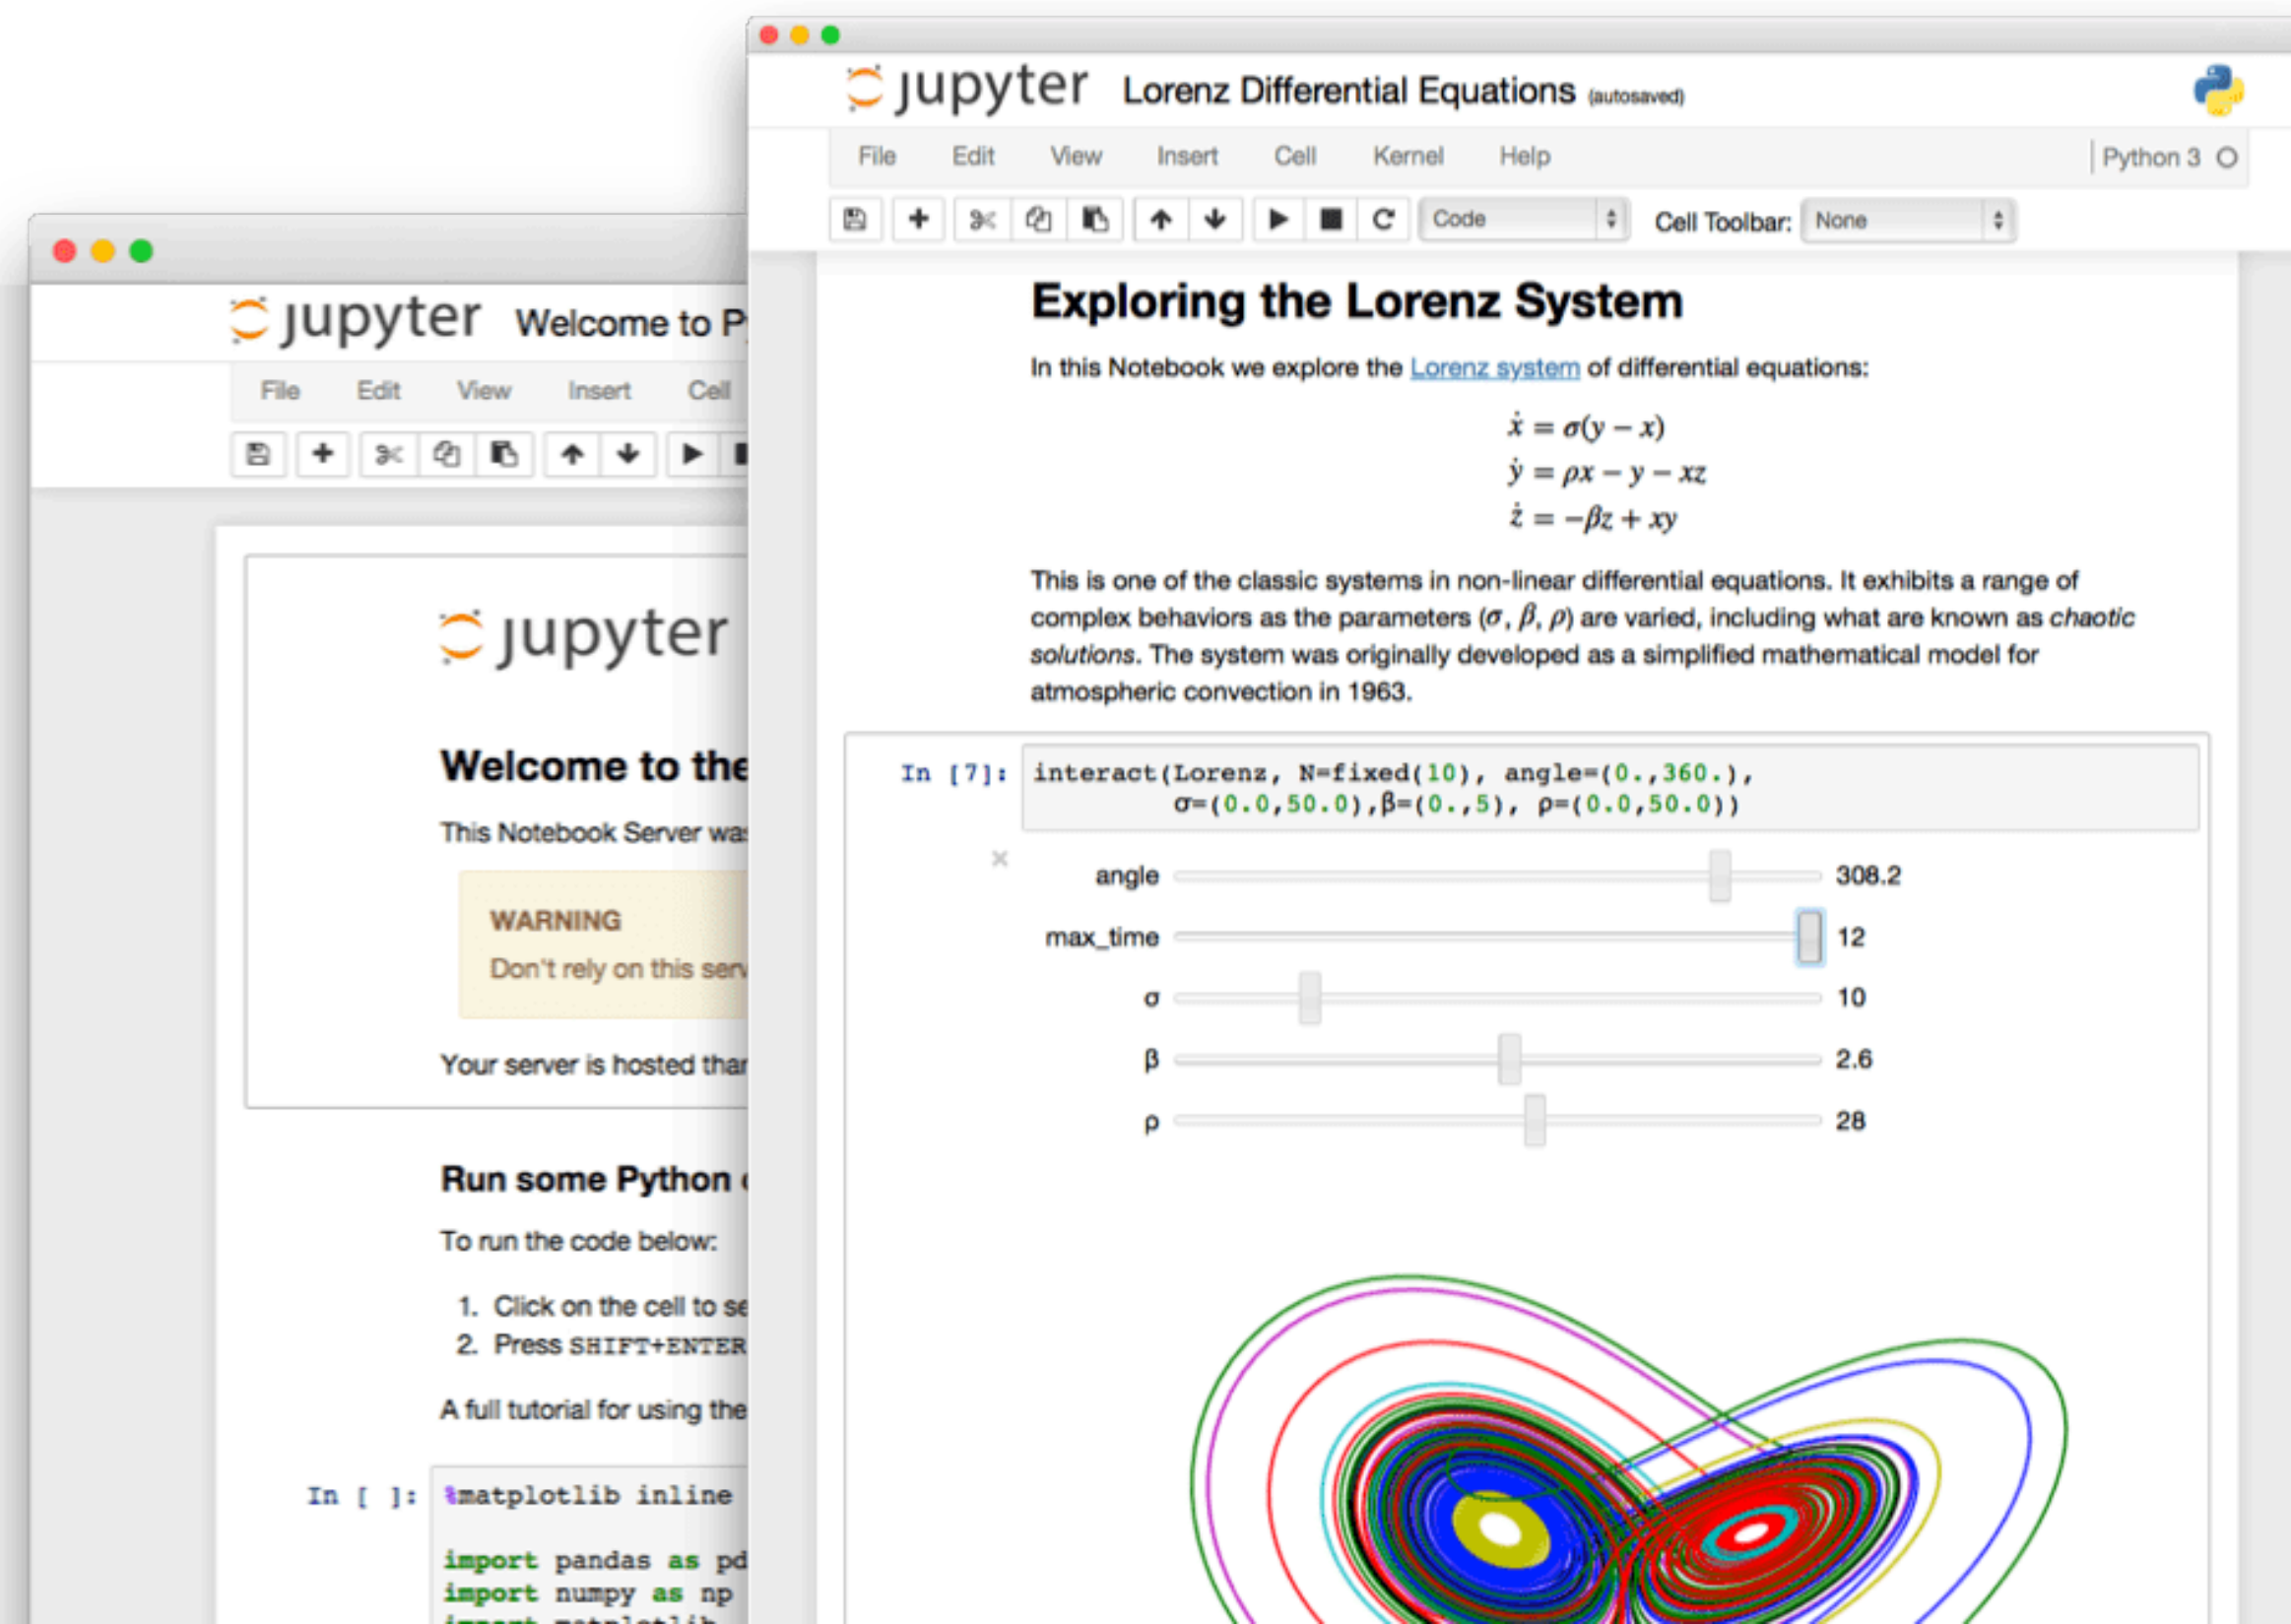 jupyter Lorenz Differential Equations (autosaved)
File Edit View Insert Cell Kernel Help Python 3
Code Cell Toolbar: None
Exploring the Lorenz System
In this Notebook we explore the Lorenz system of differential equations:
ẋ = σ(y − x)
ẏ = ρx − y − xz
ż = −βz + xy
This is one of the classic systems in non-linear differential equations. It exhibits a range of
complex behaviors as the parameters (σ, β, ρ) are varied, including what are known as chaotic
solutions. The system was originally developed as a simplified mathematical model for
atmospheric convection in 1963.
In [7]: interact(Lorenz, N=fixed(10), angle=(0.,360.),
σ=(0.0,50.0),β=(0.,5), ρ=(0.0,50.0))
× angle 308.2
max_time 12
σ 10
β 2.6
ρ 28
jupyter Welcome to P
File Edit View Insert Cell
jupyter
Welcome to the
This Notebook Server was
WARNING
Don't rely on this serv
Your server is hosted than
Run some Python
To run the code below:
1. Click on the cell to se
2. Press SHIFT+ENTER
A full tutorial for using the
In [ ]: %matplotlib inline
import pandas as pd
import numpy as np
import matplotlib